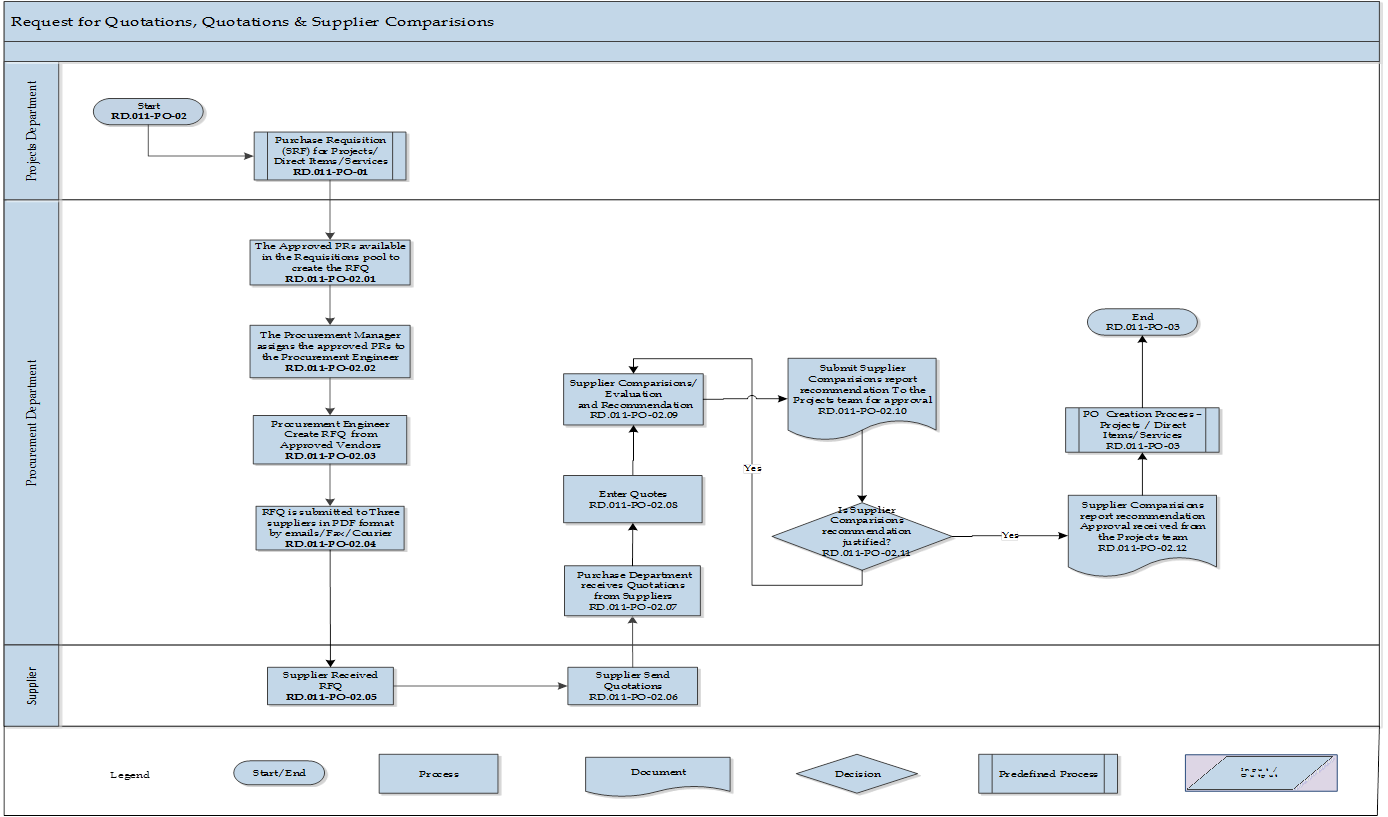 Request for Quotations, Quotations & Supplier Comparisions
Projects Department
Start
RD.011-PO-02
Purchase Requisition
(SRF) for Projects/
Direct Items/Services
RD.011-PO-01
Procurement Department
The Approved PRs available
in the Requisitions pool to
create the RFQ
RD.011-PO-02.01
The Procurement Manager
assigns the approved PRs to
the Procurement Engineer
RD.011-PO-02.02
Procurement Engineer
Create RFQ from
Approved Vendors
RD.011-PO-02.03
RFQ is submitted to Three
suppliers in PDF format
by emails/Fax/Courier
RD.011-PO-02.04
Supplier
Supplier Received
RFQ
RD.011-PO-02.05
Supplier Send
Quotations
RD.011-PO-02.06
Purchase Department
receives Quotations
from Suppliers
RD.011-PO-02.07
Enter Quotes
RD.011-PO-02.08
Supplier Comparisions/
Evaluation
and Recommendation
RD.011-PO-02.09
Submit Supplier
Comparisions report
recommendation To the
Projects team for approval
RD.011-PO-02.10
Is Supplier
Comparisions
recommendation
justified?
RD.011-PO-02.11
Yes
Yes
Supplier Comparisions
report recommendation
Approval received from
the Projects team
RD.011-PO-02.12
PO Creation Process –
Projects / Direct
Items/Services
RD.011-PO-03
End
RD.011-PO-03
Legend
Start/End
Process
Document
Decision
Predefined Process
Input /
Output